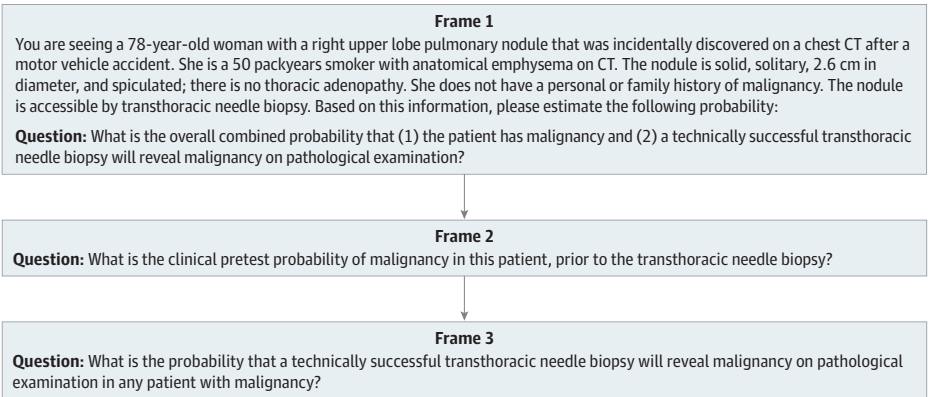 Frame 1
You are seeing a 78-year-old woman with a right upper lobe pulmonary nodule that was incidentally discovered on a chest CT after a
motor vehicle accident. She is a 50 packyears smoker with anatomical emphysema on CT. The nodule is solid, solitary, 2.6 cm in
diameter, and spiculated; there is no thoracic adenopathy. She does not have a personal or family history of malignancy. The nodule
is accessible by transthoracic needle biopsy. Based on this information, please estimate the following probability:
Question: What is the overall combined probability that (1) the patient has malignancy and (2) a technically successful transthoracic
needle biopsy will reveal malignancy on pathological examination?
Frame 2
Question: What is the clinical pretest probability of malignancy in this patient, prior to the transthoracic needle biopsy?
Frame 3
Question: What is the probability that a technically successful transthoracic needle biopsy will reveal malignancy on pathological
examination in any patient with malignancy?